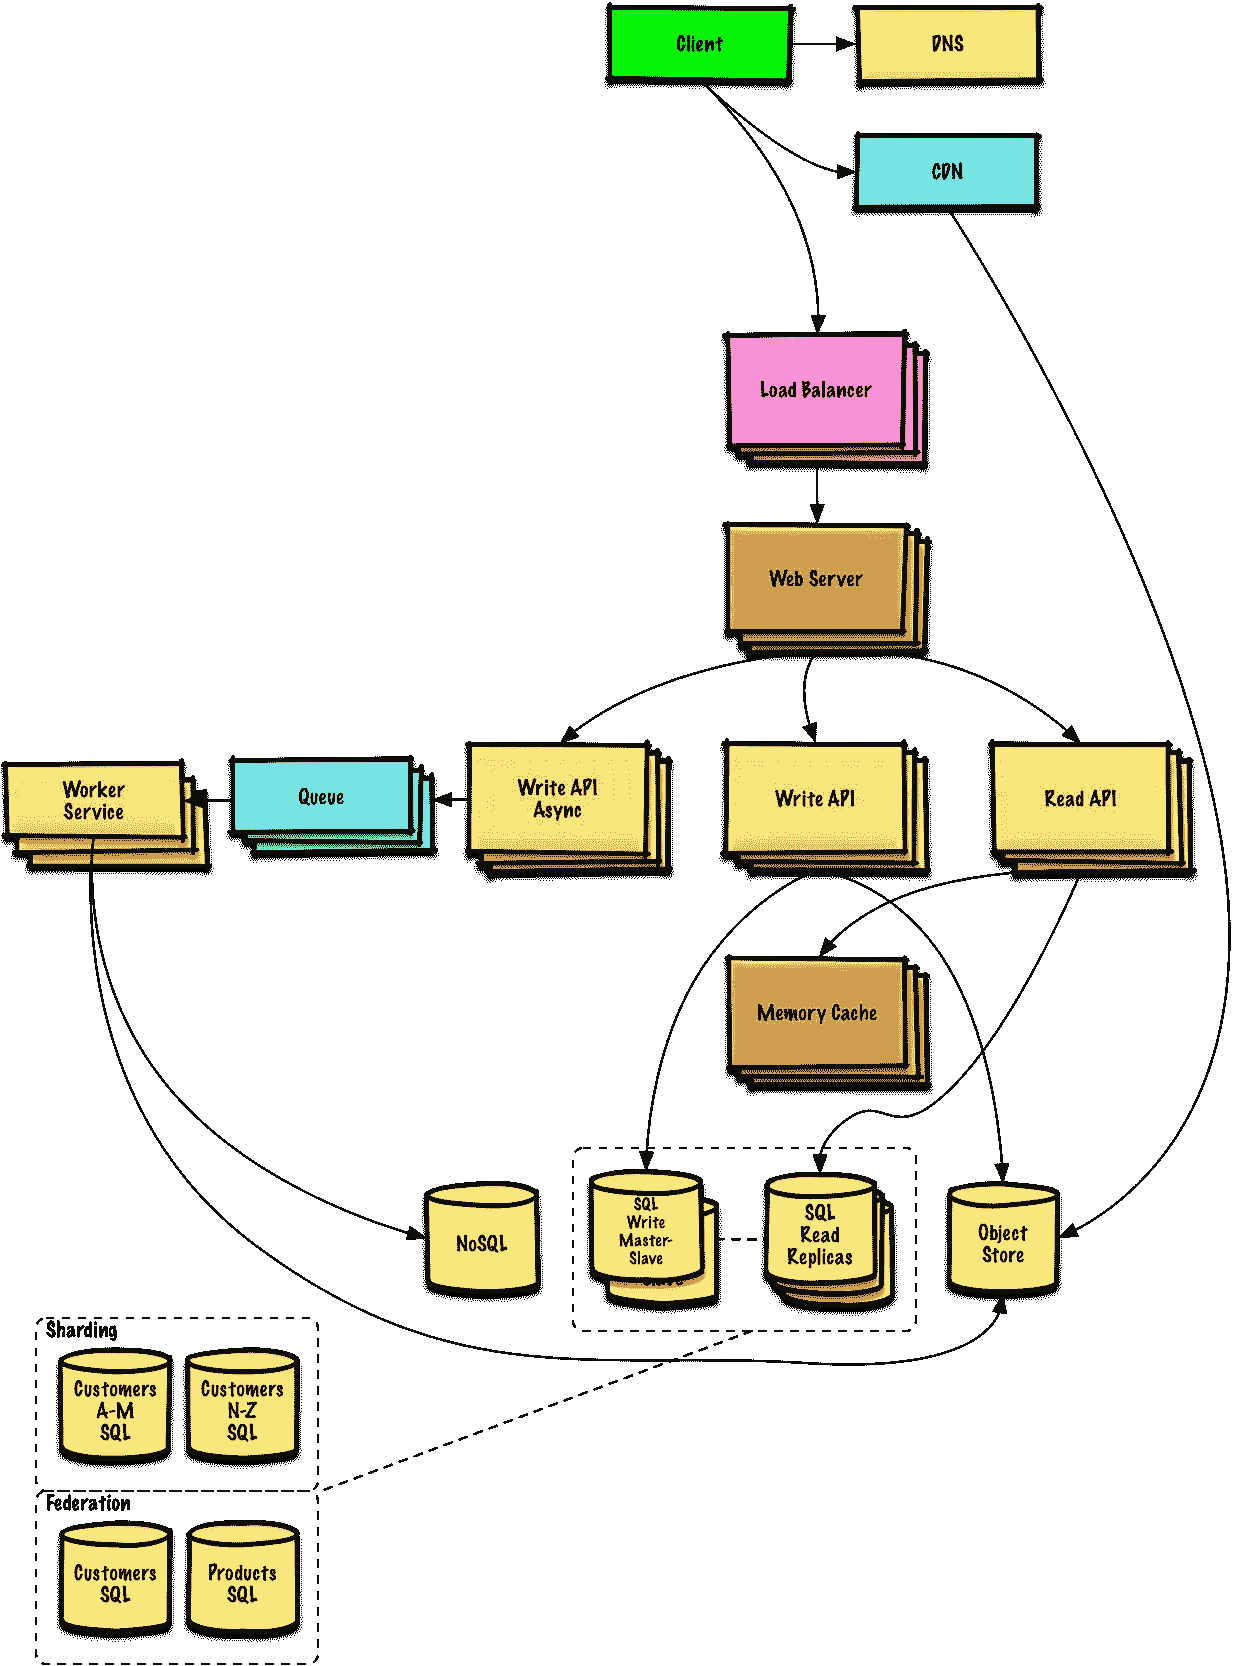 Client
DNS
CDN
Load Balancer
Web Server
Worker
Service
Queue
Write API
Async
Write API
Read API
Memory Cache
NoSQL
SQL
Write
Master-
Slave
SQL
Read
Replicas
Object
Store
Sharding
Customers
A-M
SQL
Customers
N-Z
SQL
Federation
Customers
SQL
Products
SQL